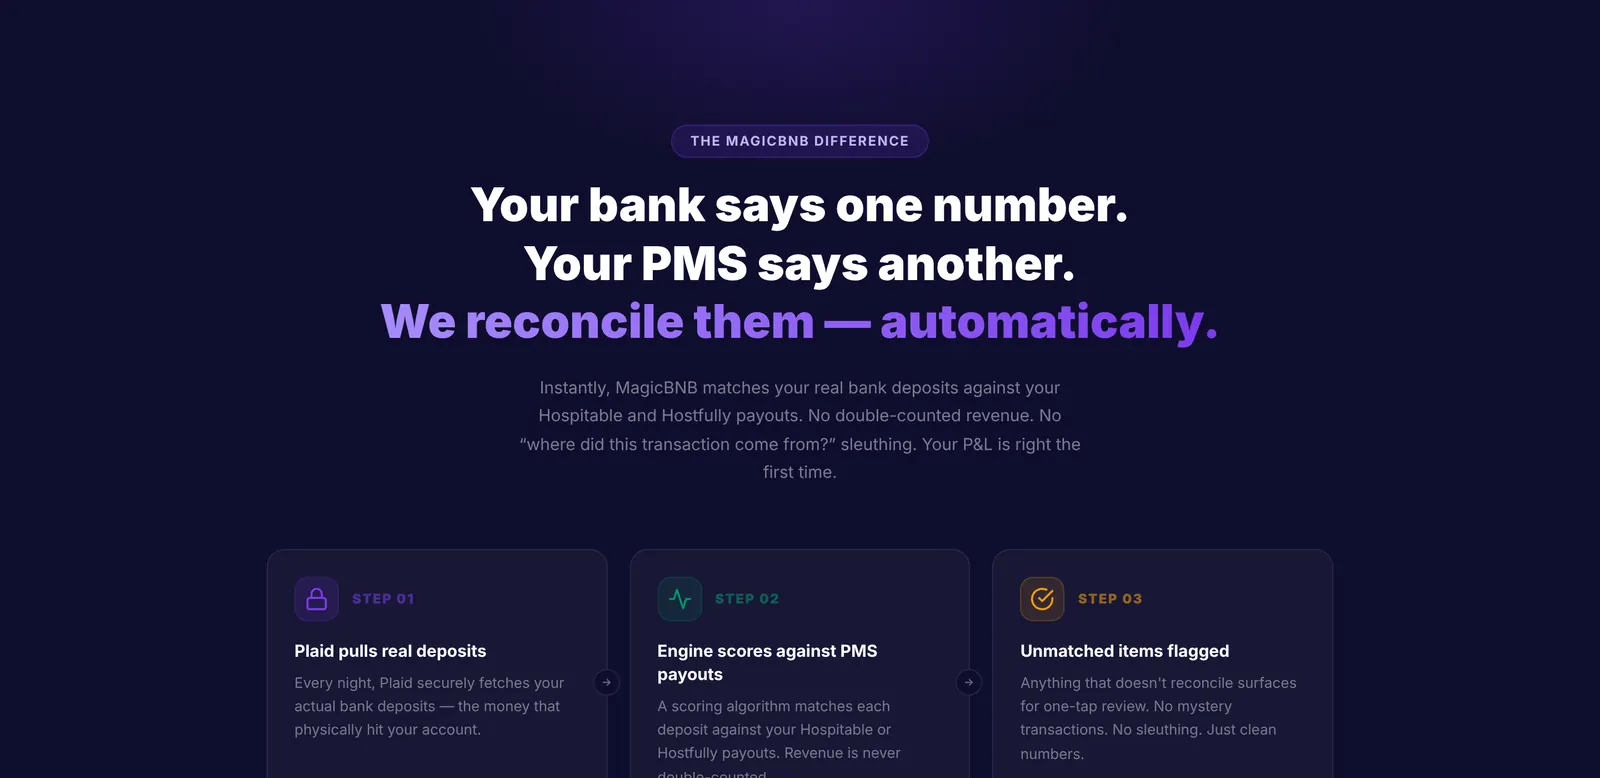 THE MAGICBNB DIFFERENCE
Your bank says one number.
Your PMS says another.
We reconcile them — automatically.
Instantly, MagicBNB matches your real bank deposits against your
Hospitable and Hostfully payouts. No double-counted revenue. No
“where did this transaction come from?” sleuthing. Your P&L is right the
first time.
STEP 01
Plaid pulls real deposits
Every night, Plaid securely fetches your
actual bank deposits — the money that
physically hit your account.
STEP 02
Engine scores against PMS
payouts
A scoring algorithm matches each
deposit against your Hospitable or
Hostfully payouts. Revenue is never
double-counted.
STEP 03
Unmatched items flagged
Anything that doesn't reconcile surfaces
for one-tap review. No mystery
transactions. No sleuthing. Just clean
numbers.